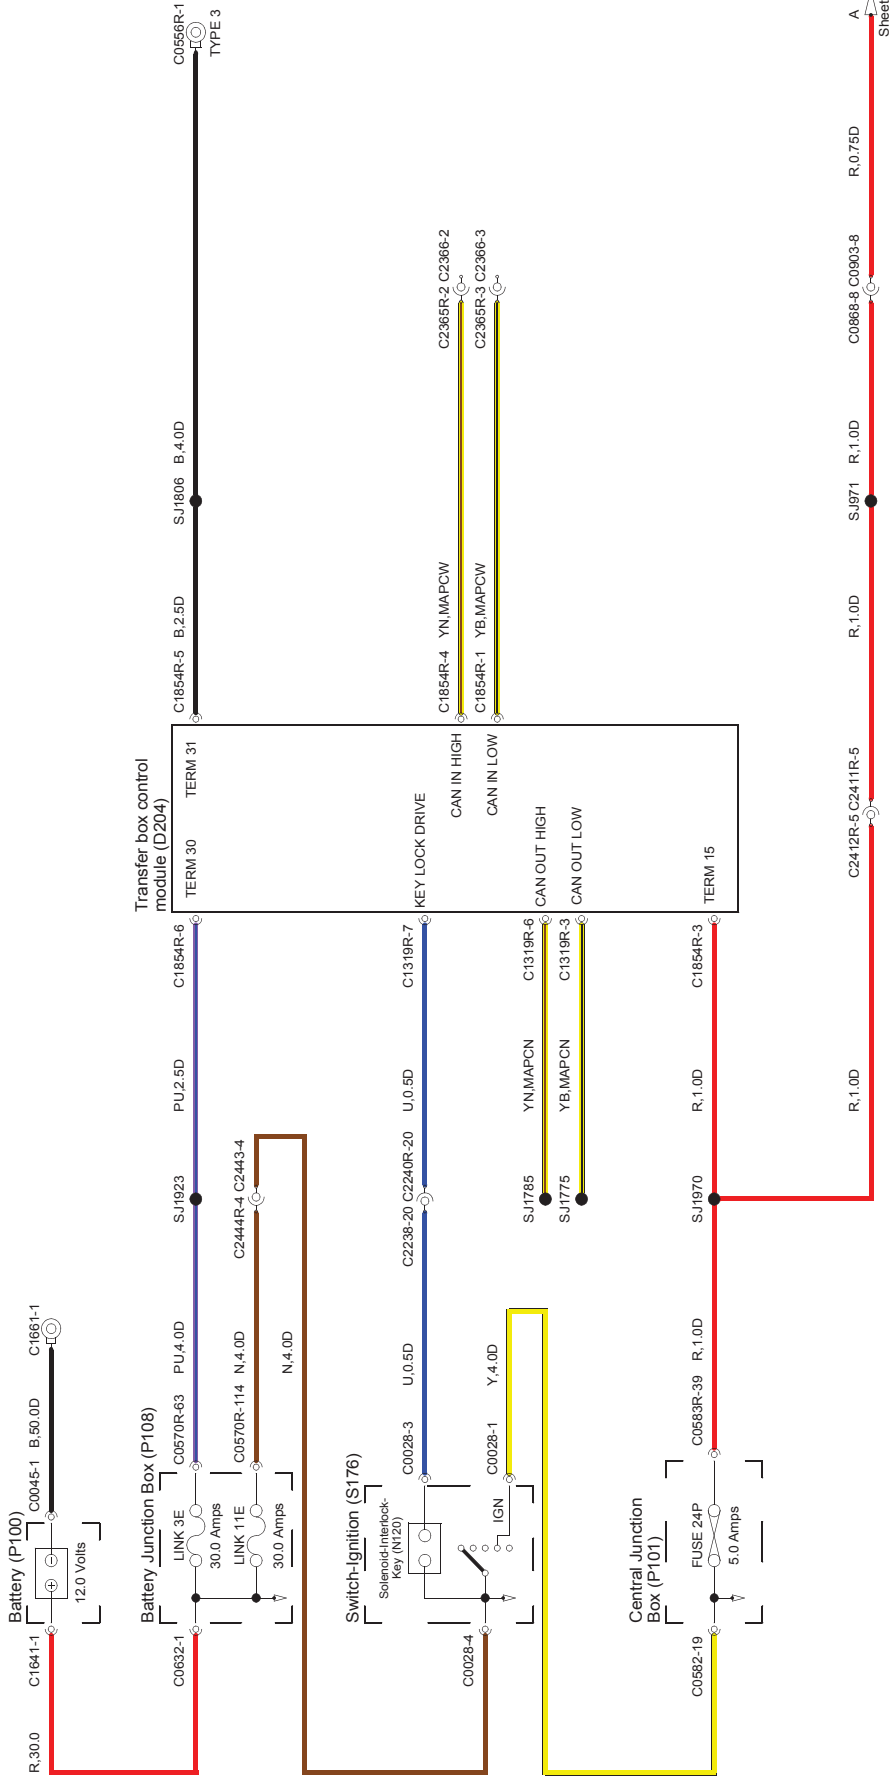 Battery (P100)
12.0 Volts
C1641-1
R,30.0
C0045-1
B,50.0D
C1661-1
Battery Junction Box (P108)
LINK 3E
30.0 Amps
LINK 11E
30.0 Amps
C0632-1
C0570R-63
PU,4.0D
SJ1923
PU,2.5D
C1854R-6
C0570R-114
N,4.0D
C2444R-4
C2443-4
N,4.0D
Switch-Ignition (S176)
Solenoid-Interlock-
Key (N120)
IGN
C0028-4
C0028-3
U,0.5D
C2238-20
C2240R-20
U,0.5D
C1319R-7
C0028-1
Y,4.0D
Central Junction
Box (P101)
FUSE 24P
5.0 Amps
C0582-19
C0583R-39
R,1.0D
SJ1970
R,1.0D
C1854R-3
SJ1785
YN,MAPCN
C1319R-6
SJ1775
YB,MAPCN
C1319R-3
Transfer box control
module (D204)
TERM 30
TERM 31
KEY LOCK DRIVE
CAN IN HIGH
CAN IN LOW
CAN OUT HIGH
CAN OUT LOW
TERM 15
C1854R-5
B,2.5D
SJ1806
B,4.0D
C0556R-1
TYPE 3
C1854R-4
YN,MAPCW
C2365R-2
C2366-2
C1854R-1
YB,MAPCW
C2365R-3
C2366-3
R,1.0D
C2412R-5
C2411R-5
R,1.0D
SJ971
R,1.0D
C0868-8
C0903-8
R,0.75D
A
Sheet